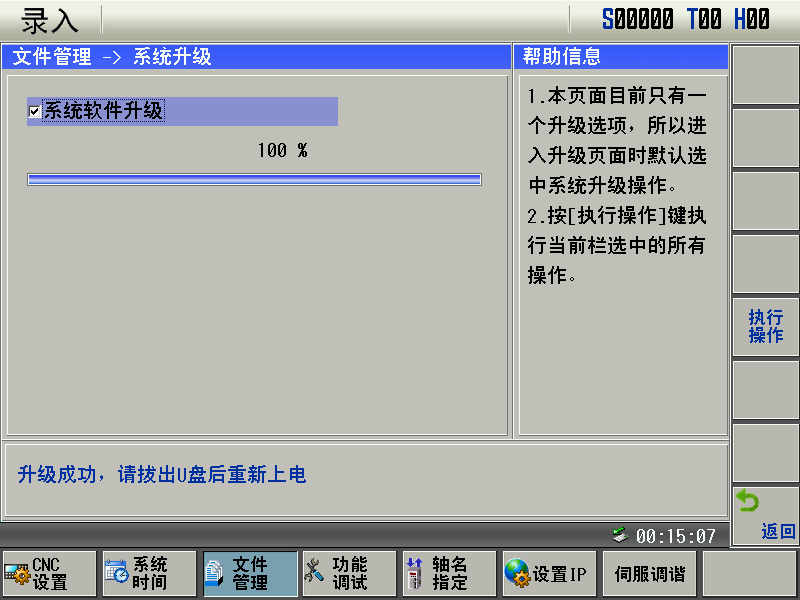 录入
S00000 T00 H00
文件管理 -> 系统升级
帮助信息
系统软件升级
100 %
1.本页面目前只有一
个升级选项，所以进
入升级页面时默认选
中系统升级操作。
2.按[执行操作]键执
行当前栏选中的所有
操作。
执行
操作
升级成功，请拔出U盘后重新上电
返回
00:15:07
CNC
设置
系统
时间
文件
管理
功能
调试
轴名
指定
设置IP
伺服调谐